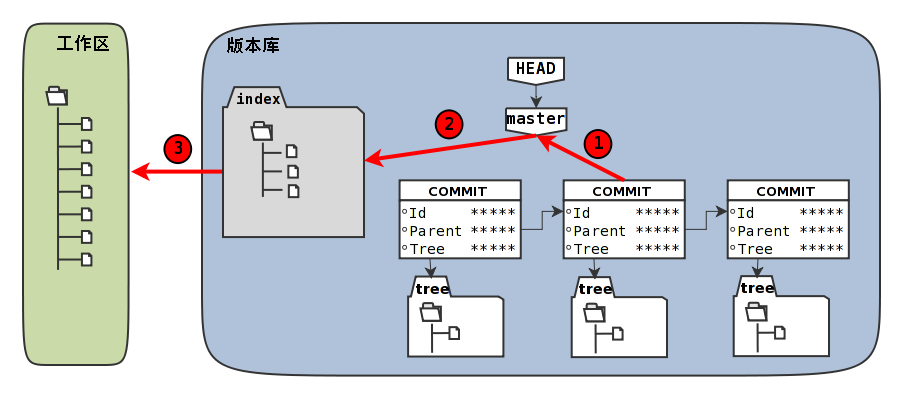 工作区
版本库
HEAD
index
master
2
1
3
COMMIT
Id *****
Parent *****
Tree *****
COMMIT
Id *****
Parent *****
Tree *****
COMMIT
Id *****
Parent *****
Tree *****
tree
tree
tree